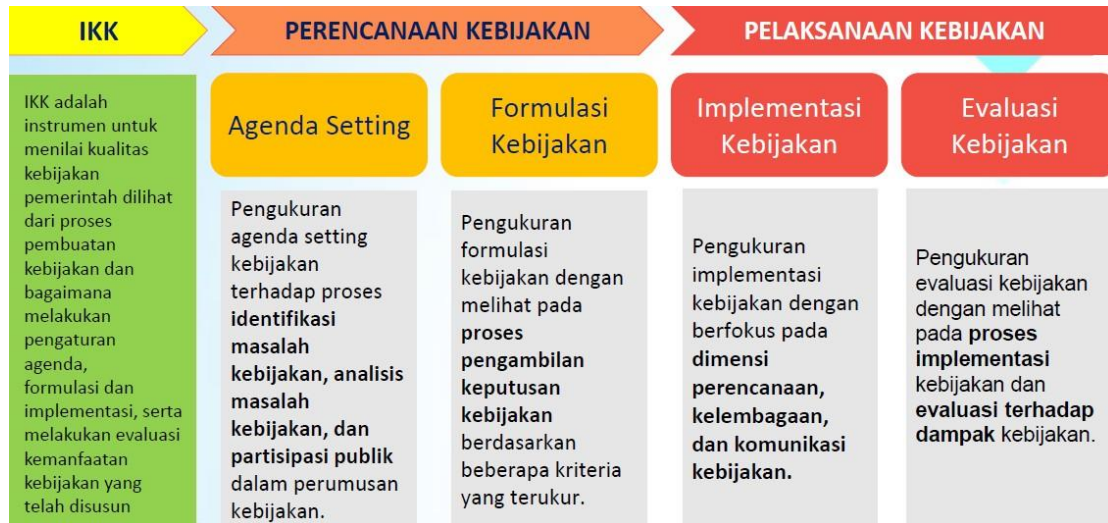 IKK
PERENCANAAN KEBIJAKAN
PELAKSANAAN KEBIJAKAN
IKK adalah
instrumen untuk
menilai kualitas
kebijakan
pemerintah dilihat
dari proses
pembuatan
kebijakan dan
bagaimana
melakukan
pengaturan
agenda,
formulasi dan
implementasi, serta
melakukan evaluasi
kemanfaatan
kebijakan yang
telah disusun
Agenda Setting
Pengukuran
agenda setting
kebijakan
terhadap proses
identifikasi
masalah
kebijakan, analisis
masalah
kebijakan, dan
partisipasi publik
dalam perumusan
kebijakan.
Formulasi
Kebijakan
Pengukuran
formulasi
kebijakan dengan
melihat pada
proses
pengambilan
keputusan
kebijakan
berdasarkan
beberapa kriteria
yang terukur.
Implementasi
Kebijakan
Pengukuran
implementasi
kebijakan dengan
berfokus pada
dimensi
perencanaan,
kelembagaan,
dan komunikasi
kebijakan.
Evaluasi
Kebijakan
Pengukuran
evaluasi kebijakan
dengan melihat
pada proses
implementasi
kebijakan dan
evaluasi terhadap
dampak kebijakan.